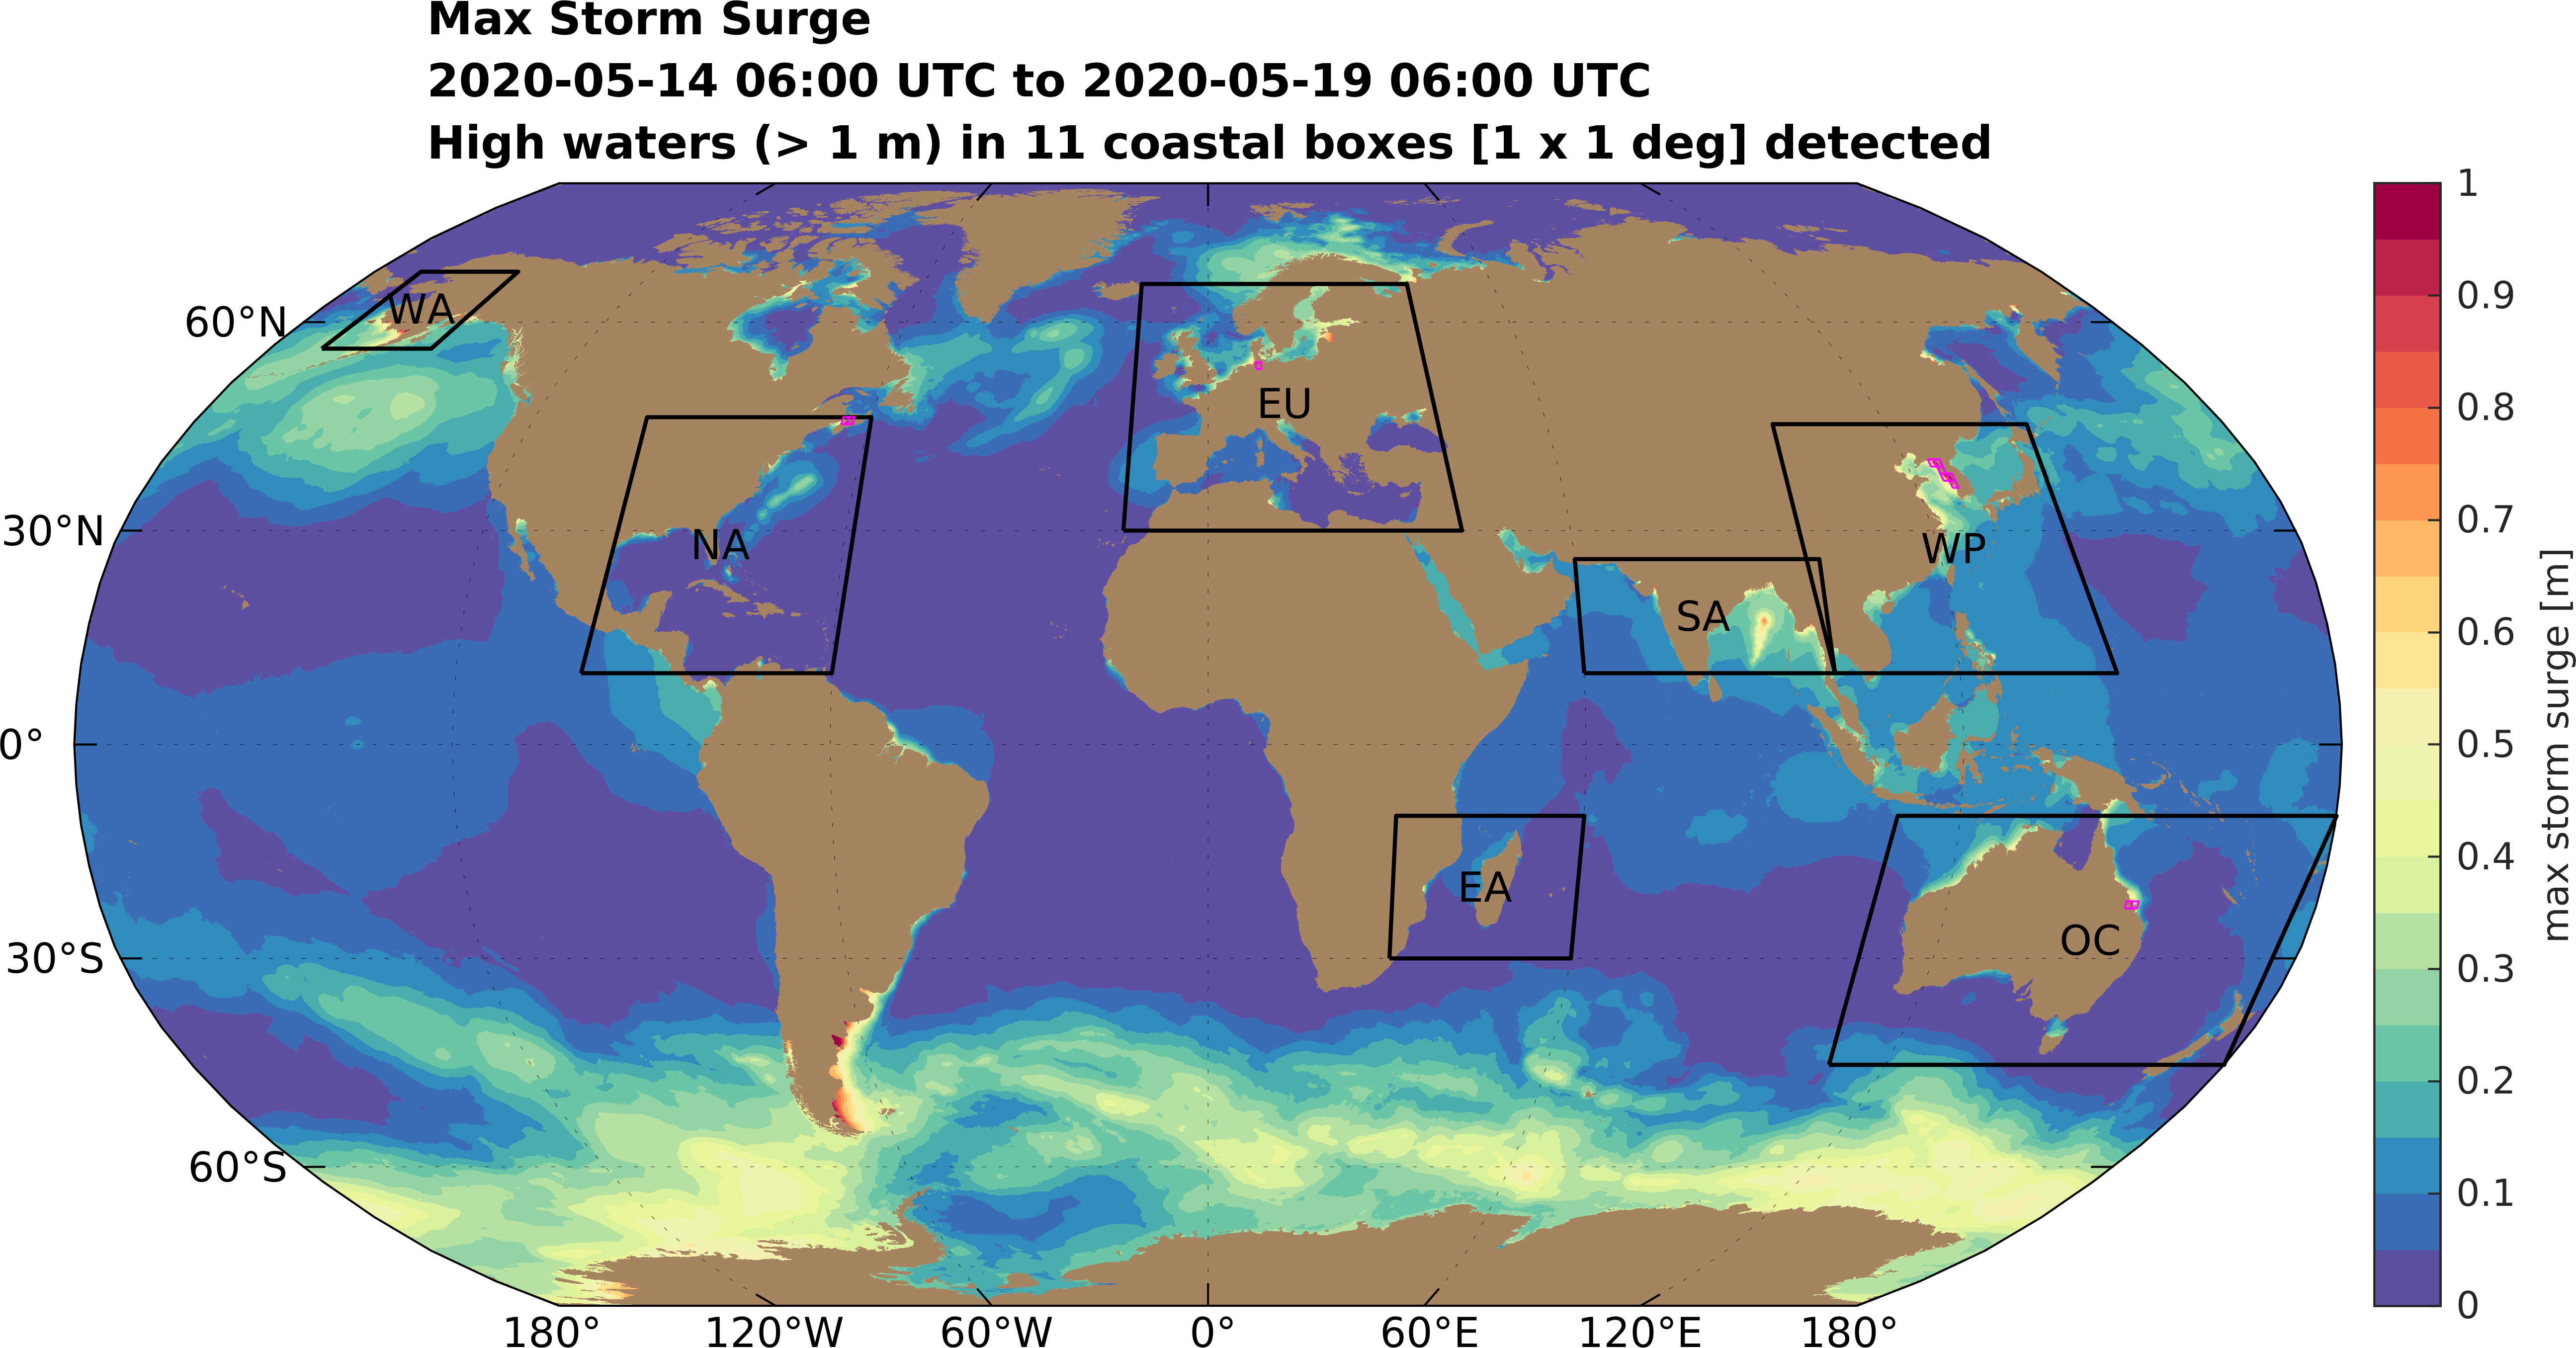 Max Storm Surge
2020-05-14 06:00 UTC to 2020-05-19 06:00 UTC
High waters (> 1 m) in 11 coastal boxes [1 x 1 deg] detected
60°N
30°N
0°
30°S
60°S
WA
NA
EU
SA
WP
EA
OC
180°
120°W
60°W
0°
60°E
120°E
180°
1
0.9
0.8
0.7
0.6
0.5
0.4
0.3
0.2
0.1
0
max storm surge [m]